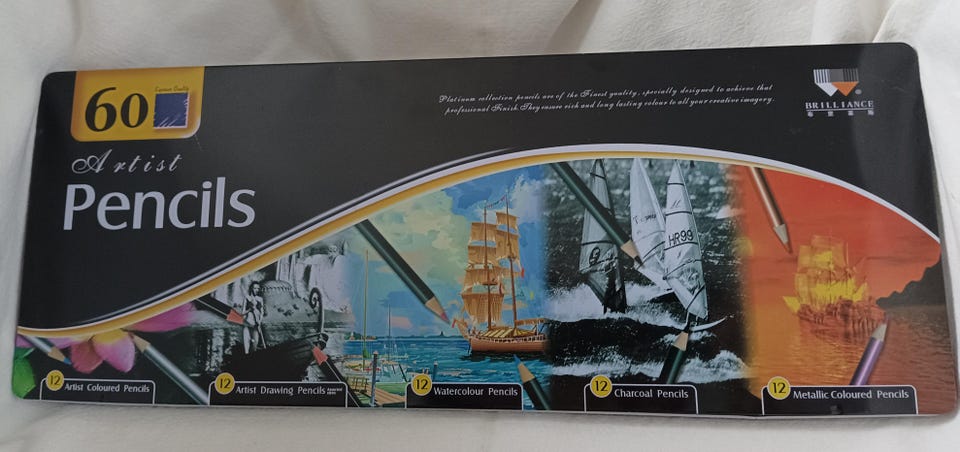 60
Artist
Pencils
Platinum collection pencils are of the Finest quality, specially designed to achieve that
professional Finish.They ensure rich and long lasting colour to all your creative imagery.
BRILLIANCE
HR99
12 Artist Coloured Pencils
12 Artist Drawing Pencils
12 Watercolour Pencils
12 Charcoal Pencils
12 Metallic Coloured Pencils